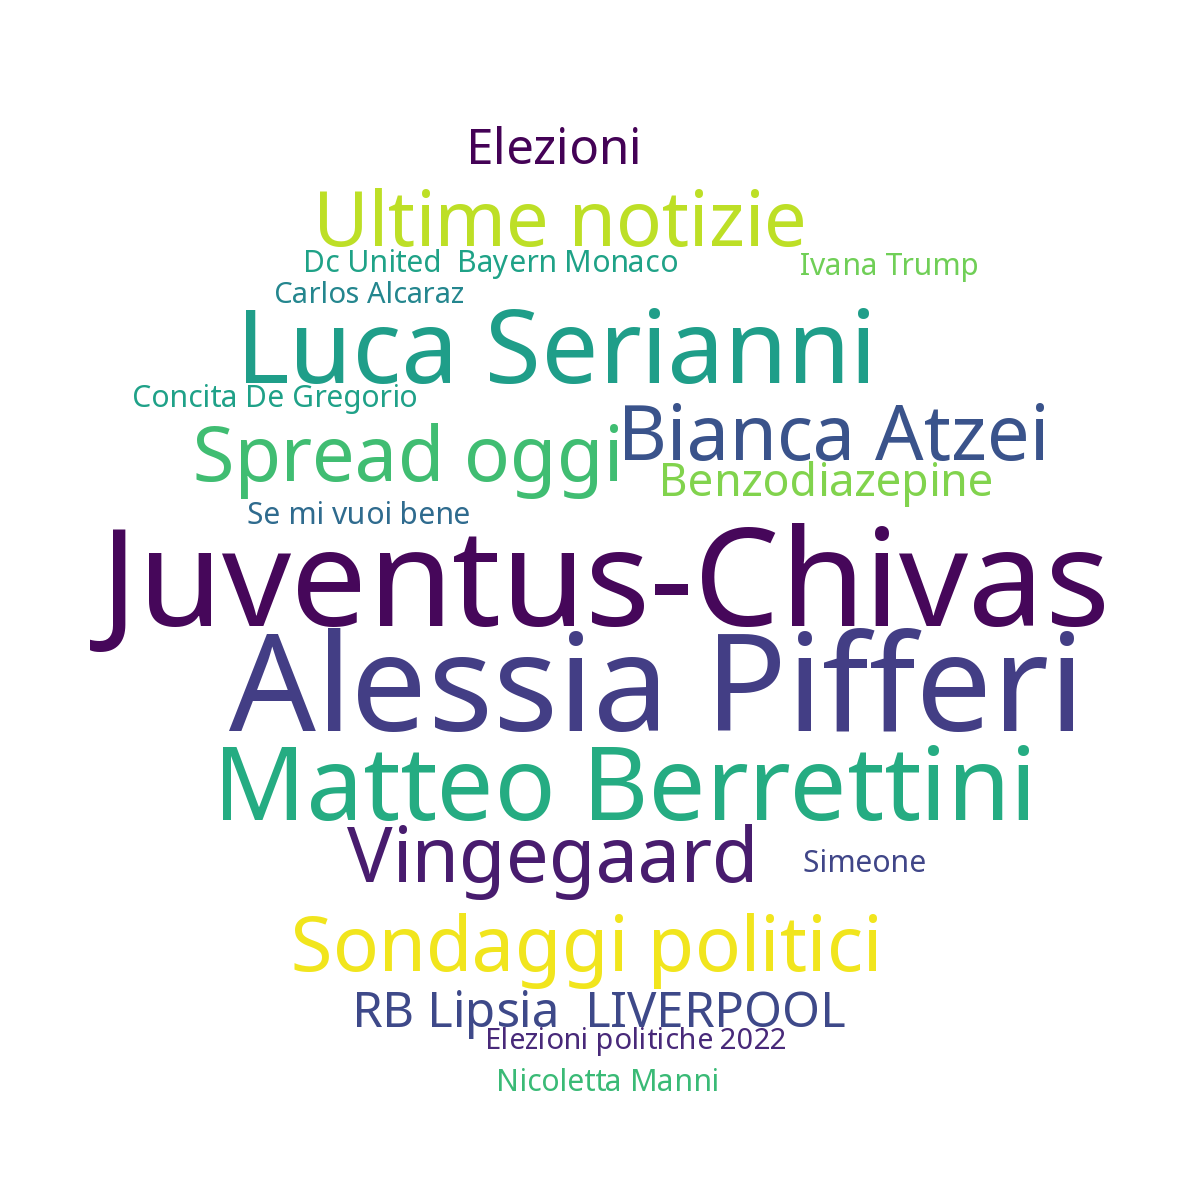 Elezioni
Ultime notizie
Dc United  Bayern Monaco
Ivana Trump
Carlos Alcaraz
Luca Serianni
Concita De Gregorio
Bianca Atzei
Spread oggi
Benzodiazepine
Se mi vuoi bene
Juventus-Chivas
Alessia Pifferi
Matteo Berrettini
Vingegaard
Simeone
Sondaggi politici
RB Lipsia  LIVERPOOL
Elezioni politiche 2022
Nicoletta Manni